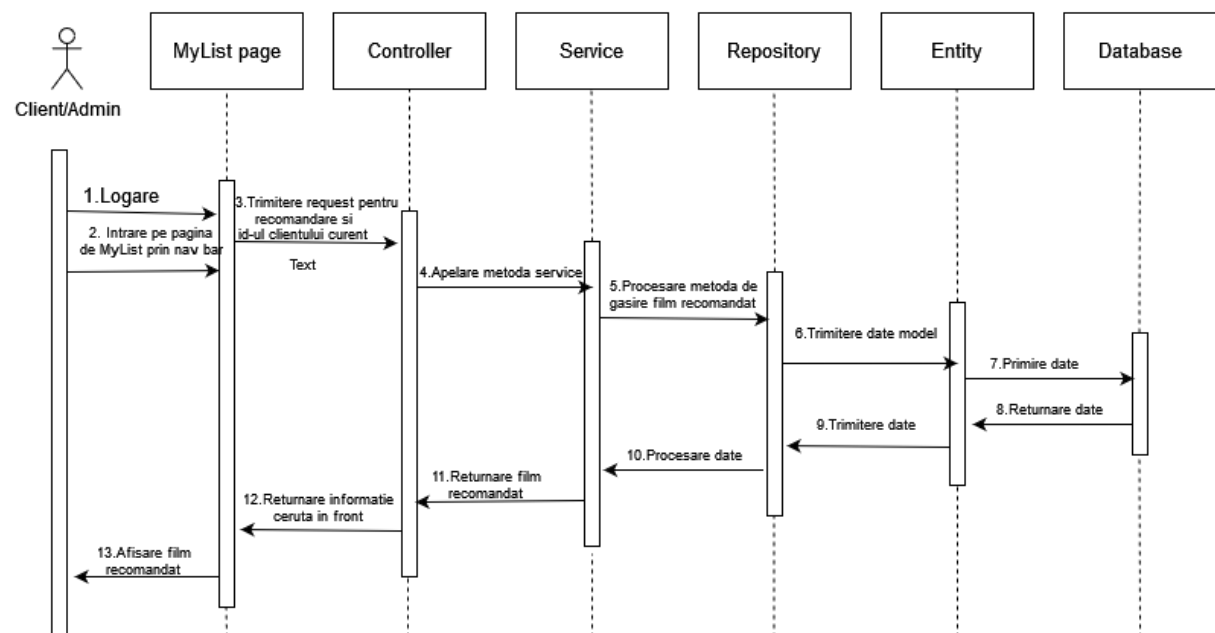 MyList page
Controller
Service
Repository
Entity
Database
Client/Admin
1.Logare
2. Intrare pe pagina
de MyList prin nav bar
3.Trimitere request pentru
recomandare si
id-ul clientului curent
Text
4.Apelare metoda service
5.Procesare metoda de
gasire film recomandat
6.Trimitere date model
7.Primire date
8.Returnare date
9.Trimitere date
10.Procesare date
11.Returnare film
recomandat
12.Returnare informatie
ceruta in front
13.Afisare film
recomandat